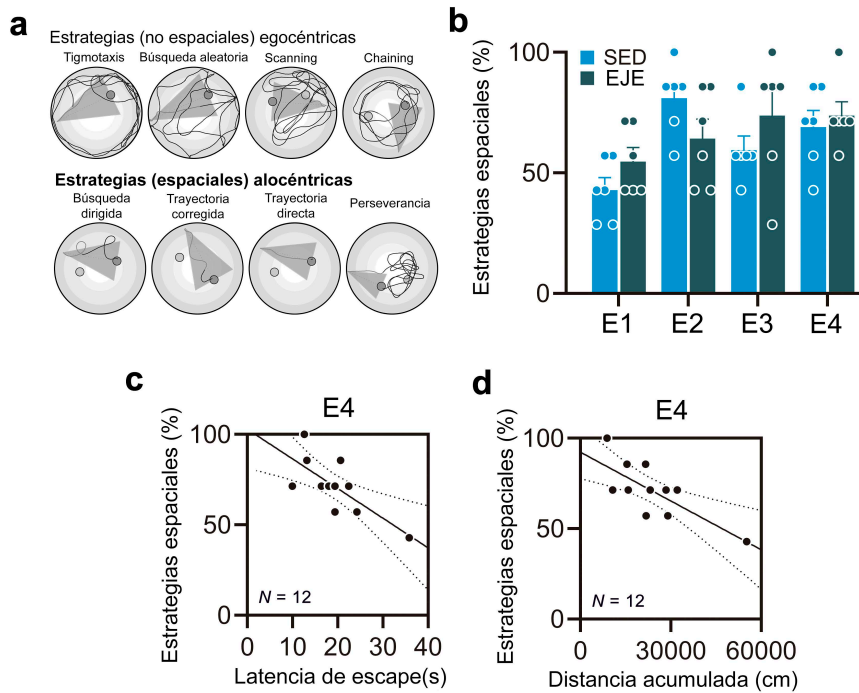 a
Estrategias (no espaciales) egocéntricas
Tigmotaxis Búsqueda aleatoria Scanning Chaining
Estrategias (espaciales) alocéntricas
Búsqueda dirigida Trayectoria corregida Trayectoria directa Perseverancia
b
Estrategias espaciales (%)
100
50
0
SED
EJE
E1 E2 E3 E4
c
E4
Estrategias espaciales (%)
100
50
0
N = 12
0 10 20 30 40
Latencia de escape(s)
d
E4
Estrategias espaciales (%)
100
50
0
N = 12
0 30000 60000
Distancia acumulada (cm)